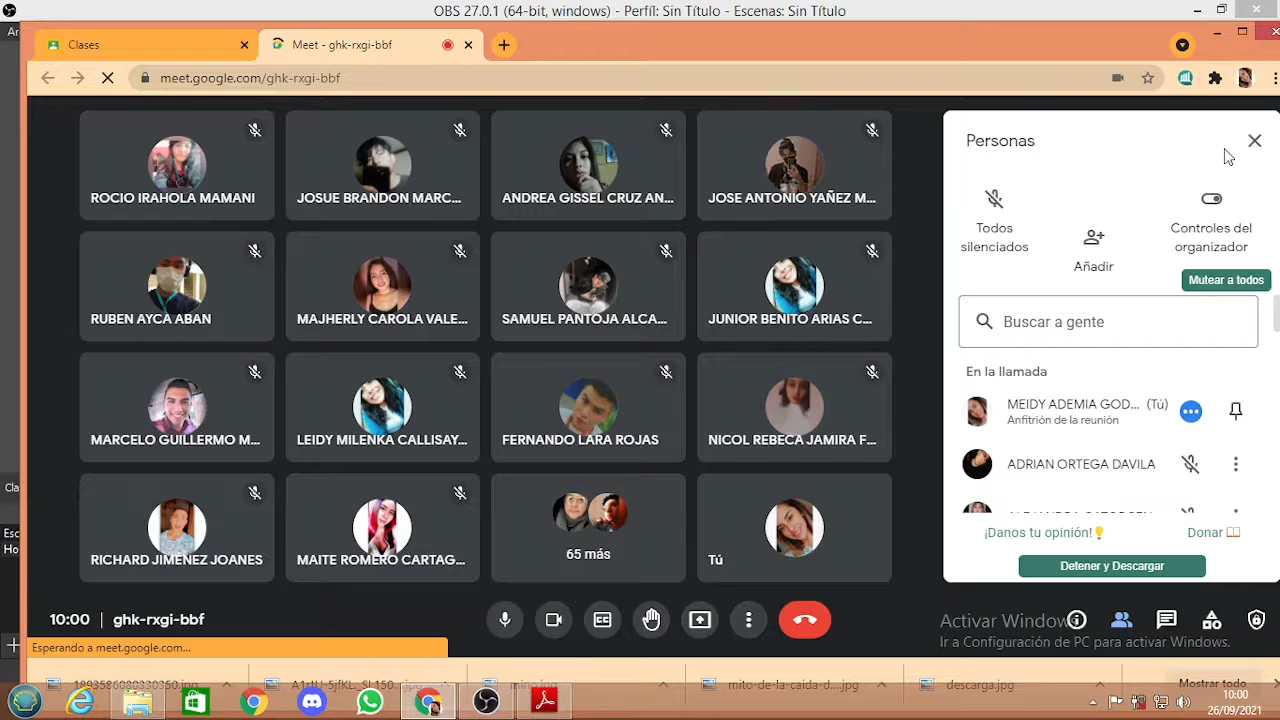 OBS 27.0.1 (64-bit, windows) - Perfil: Sin Título - Escenas: Sin Título
Clases
Meet - ghk-rxgi-bbf
meet.google.com/ghk-rxgi-bbf
ROCIO IRAHOLA MAMANI
JOSUE BRANDON MARC...
ANDREA GISSEL CRUZ AN...
JOSE ANTONIO YAÑEZ M...
RUBEN AYCA ABAN
MAJHERLY CAROLA VALE...
SAMUEL PANTOJA ALCA...
JUNIOR BENITO ARIAS C...
MARCELO GUILLERMO M...
LEIDY MILENKA CALLISAY...
FERNANDO LARA ROJAS
NICOL REBECA JAMIRA F...
RICHARD JIMENEZ JOANES
MAITE ROMERO CARTAG...
65 más
Tú
Personas
Todos
silenciados
Añadir
Controles del
organizador
Mutear a todos
Buscar a gente
En la llamada
MEIDY ADEMIA GOD... (Tú)
Anfitrión de la reunión
ADRIAN ORTEGA DAVILA
¡Danos tu opinión!
Donar
Detener y Descargar
10:00 | ghk-rxgi-bbf
Activar Windows
Ir a Configuración de PC para activar Windows.
Esperando a meet.google.com...
mito-de-la-caida-d....jpg
descarga.jpg
Mostrar todo
10:00
26/09/2021